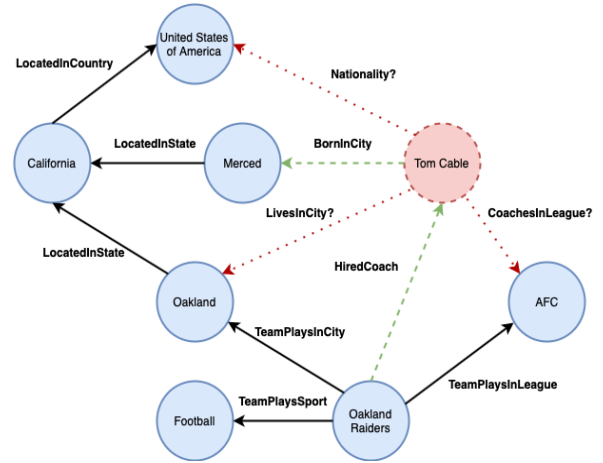 United States
of America
LocatedInCountry
Nationality?
LocatedInState
BornInCity
California
Merced
Tom Cable
LivesInCity?
CoachesInLeague?
LocatedInState
HiredCoach
Oakland
AFC
TeamPlaysInCity
TeamPlaysInLeague
TeamPlaysSport
Football
Oakland
Raiders